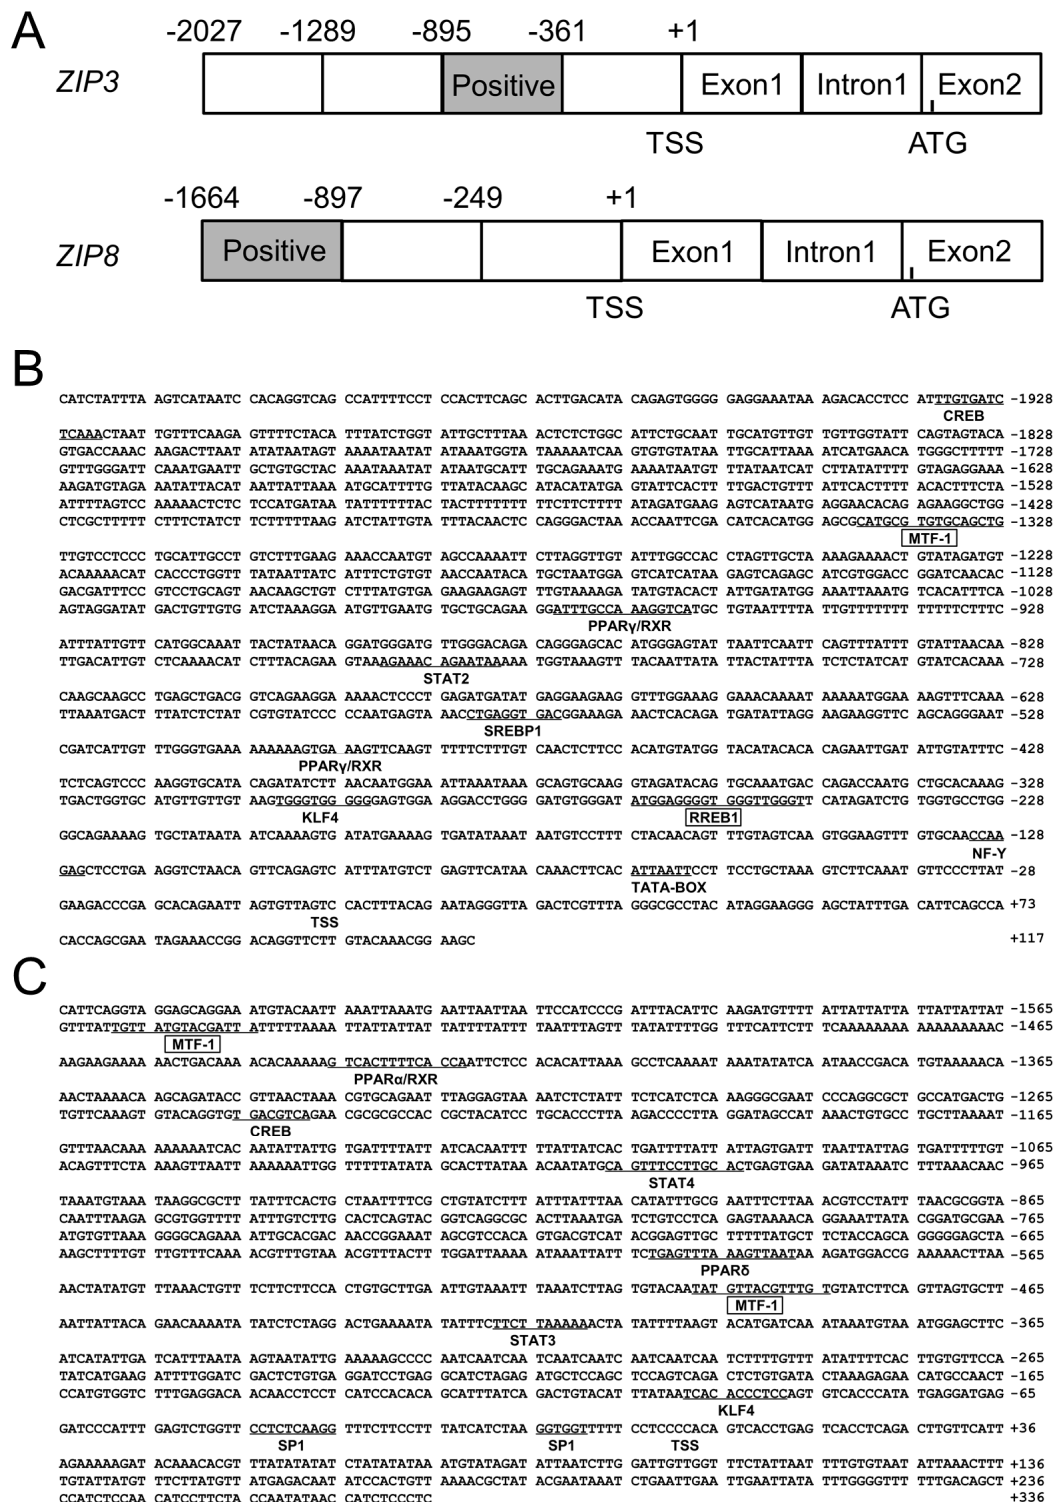 A
-2027 -1289 -895 -361 +1
ZIP3 Positive Exon1 Intron1 Exon2
TSS ATG
-1664 -897 -249 +1
ZIP8 Positive Exon1 Intron1 Exon2
TSS ATG
B
CATCTATTTA AGTCATAATC CACAGGTCAG CCATTTTCCT CCACTTCAGC ACTTGACATA CAGAGTGGGG GAGGAAATAA AGACACCTCC CATTTGTGATC -1928
CREB
TCAAACTAAT TGTTTCAAGA GTTTTCTACA TTTATCTGGT ATTGCTTTAA ACTCTCTGGC ATTCTGCAAT TGCATGTTGT TGTTGGTATT CAGTAGTACA -1828
GTGACCAAAC AAGACTTAAT ATATAATAGT AAAATAATAT ATAAATGGTA TAAAAATCAA GTGTGTATAA TTGCATTAAA ATCATGAACA TGGGCTTTTT -1728
GTTTGGGATT CAAATGAATT GCTGTGCTAC AAATAAATAT ATAATGCATT TGCAGAAATG AAAATAATGT TTATAATCAT CTTATATTTT GTAGAGGAAA -1628
AAGATGTAGA AATATTACAT AATTATTAAA ATGCATTTTG TTATACAAGC ATACATATGA GTATTCACTT TTGACTGTTT ATTCACTTTT ACACTTTCTA -1528
ATTTTAGTCC AAAAACTCTC TCCATGATAA TATTTTTTAC TACTTTTTTT TTCTTCTTTT ATAGATGAAG AGTCATAATG AGGAACACAG AGAAGGCTGG -1428
CTCGCTTTTT CTTTCTATCT TCTTTTTAAG ATCTATTGTA TTTACAACTC CAGGGACTAT AACCAATTCGA CATCACATGG AGCGCATGCG TGTGCAGCTG -1328
MTF-1
TTGTCCTCCC TGCATTGCCT GTCTTTGAAG AAACCAATGT AGCCAAAATT CTTAGGTTGT ATTTGGCCAC CTAGTTGCTA AAAGAAAACT GTATAGATGT -1228
ACAAAAACAT CACCCTGGTT TATAATTATC ATTTCTGTGT AACCAATACA TGCTAATGGA GTCATCATAA GAGTCAGAGC ATCGTGGACC GGATCAACAC -1128
GACGATTTCC GTCCTGCAGT AACAAGCTGT CTTTATGTGA GAAGAAGAGT TTGTAAAAGA TATGTACACT ATTGATATGG AAATTAAATG TCACATTTCA -1028
AGTAGGATAT GACTGTTGTG ATCTAAAGGA ATGTTGAATG TGCTGCAGAAG GGATTTGCCA AAGGTCATGC TGTAATTTTA TTGTTTTTTT TTTTTCTTTC -928
PPARγ/RXR
ATTTATTGTT CATGGCAAAT TACTATAACA GGATGGGATG TTGGGACAGA CAGGGAGCAC ATGGGAGTAT TAATTCAATT CAGTTTATTT GTATTAACAA -828
TTGACATTGT CTCAAAACAT CTTTACAGAA GTAAAGAAAC AGAATAAAAA TGGTAAAGTT TACAATTATA TTACTATTTA TCTCTATCAT GTATCACAAA -728
STAT2
CAAGCAAGCC TGAGCTGACG GTCAGAAGGA AAAACTCCCT GAGATGATAT GAGGAAGAAG GTTTGGAAAG GAAACAAAAT AAAAATGGAA AAGTTTCAAA -628
TTAAATGACT TTATCTCTAT CGTGTATCCC CCAATGAGTA AACCTGAGGT GACGGAAAGA AACTCACAGA TGATATTAGG AAGAAGGTTC AGCAGGGAAT -528
SREBP1
CGATCATTGT TTGGGTGAAA AAAAAAGTGA AAGTTCAAGT TTTTCTTTGT CAACTCTTCC ACATGTATGG TACATACACA CAGAATTGAT ATTGTATTTC -428
PPARγ/RXR
TCTCAGTCCC AAGGTGCATA CAGATATCTT AACAATGGAA ATTAAATAAA GCAGTGCAAG GTAGATACAG TGCAAATGAC CAGACCAATG CTGCACAAAG -328
TGACTGGTGC ATGTTGTTGT AAGTGGGTGG GGGGAGTGGA AGGACCTGGG GATGTGGGAT ATGGAGGGGT GGGTTGGGTT CATAGATCTG TGGTGCCTGG -228
KLF4 RREB1
GGCAGAAAAG TGCTATAATA ATCAAAAGTG ATATGAAAAG TGATATAAAT AATGTCCTTT CTACAACAGT TTGTAGTCAA GTGGAAGTTT GTGCAACCAA -128
NF-Y
GAGCTCCTGA AGGTCTAACA GTTCAGAGTC ATTTATGTCT GAGTTCATAA CAAACTTCAC ATTAATTCCT TCCTGCTAAA GTCTTCAAAT GTTCCCTTAT -28
TATA-BOX
GAAGACCCGA GCACAGAATT AGTGTTAGTC CACTTTACAG AATAGGGTTA GACTCGTTTA GGGCGCCTAC ATAGGAAGGG AGCTATTTGA CATTCAGCCA +73
TSS
CACCAGCGAA TAGAAACCGG ACAGGTTCTT GTACAAACGG AAGC +117
C
CATTCAGGTA GGAGCAGGAA ATGTACAATT AAATTAAATG AATTAATTAA TTCCATCCCG ATTTACATTC AAGATGTTTT ATTATTATTA TTATTATTAT -1565
GTTTATTGTT ATGTACGATT ATTTTTAAAA TTATTATTAT TATTTTATTT TAATTTAGTT TATATTTTGG TTTCATTCTT TCAAAAAAAA AAAAAAAAAC -1465
MTF-1
AAGAAGAAAA AACTGACAAA ACACAAAAAG TCACTTTTCA CCAATTCTCC ACACATTAAA GCCTCAAAAT AAATATATCA ATAACCGACA TGTAAAAACA -1365
PPARα/RXR
AACTAAAACA AGCAGATACC GTTAACTAAA CGTGCAGAAT TTAGGAGTAA AATCTCTATT TCTCATCTCA AAGGGCGAAT CCCAGGCGCT GCCATGACTG -1265
TGTTCAAAGT GTACAGGTGT GACGTCAGAA CGCGCGCCAC CGCTACATCC TGCACCCTTA AGACCCCTTA GGATAGCCAT AAACTGTGCC TGCTTAAAAT -1165
CREB
GTTTAACAAA AAAAAATCAC AATATTATTG TGATTTTATT ATCACAATTT TTATTATCAC TGATTTTATT ATTAGTGATT TAATTATTAG TGATTTTTGT -1065
ACAGTTTCTA AAAGTTAATT AAAAAATTGG TTTTTATATA GCACTTATAA ACAATATGCA GTTTCCTTGC ACTGAGTGAA GATATAAATC TTTAAACAAC -965
STAT4
TAAATGTAAA TAAGGCGCTT TATTTCACTG CTAATTTTCG CTGTATCTTT ATTTATTTAA CATATTTGCG AATTTCTTAA ACGTCCTATT TAACGCGGTA -865
CAATTTAAGA GCGTGGTTTT ATTTGTCTTG CACTCAGTAC GGTCAGGCGC ACTTAAATGA TCTGTCCTCA GAGTAAAACA GGAAATTATA CGGATGCGAA -765
ATGTGTTAAG GGGGCAGAAA ATTGCACGAC AACCGGAAAT AGCGTCCACA GTGACGTCAT ACGGAGTTGC TTTTTATGCT TCTACCAGCA GGGGGAGCTA -665
AAGCTTTTGT TTGTTTCAAA ACGTTTGTAA ACGTTTACTT TGGATTAAAA ATAAATTATT TCTGAGTTTA AAGTTAATAA AGATGGACCG AAAAACTTAA -565
PPARδ
AACTATATGT TTAAACTGTT TCTTCTTCCA CTGTGCTTGA ATTGTAAATT TAAATCTTAG TGTACAATAT GTTACGTTTG TGTATCTTCA GTTAGTGCTT -465
MTF-1
AATTATTACA GAACAAAATA TATCTCTAGG ACTGAAAATA TATTTCTTCT TAAAAAACTA TATTTTAAGT ACATGATCAA ATAAATGTAA ATGGAGCTTC -365
STAT3
ATCATATTGA TCATTTAATA AGTAATATTG AAAAAGCCCC AATCAATCAA TCAATCAATC AATCAATCAA TCTTTTGTTT ATATTTTCAC TTGTGTTCCA -265
TATCATGAAG ATTTTGGATC GACTCTGTGA GGATCCTGAG GCATCTAGAG ATGCTCCAGC TCCAGTCAGA CTCTGTGATA CTAAAGAGAA CATGCCAACT -165
CCATGTGGTC TTTGAGGACA ACAACCTCCT CATCCACACA GCATTTATCA GACTGTACAT TTATAATCAC ACCCTCCAGT GTCACCCATA TGAGGATGAG -65
KLF4
GATCCCATTT GAGTCTGGTT CCTCTCAAGG TTTCTTCCTT TATCATCTAA GGTGGTTTTT CCTCCCCACA GTCACCTGAG TCACCTCAGA CTTGTTCATT +36
SP1 SP1 TSS
AGAAAAAGAT ACAAACACGT TTATATATAT CTATATATAA ATGTATAGAT ATTAATCTTG GATTGTTGGT TTCTATTAAT TTTGTGTAAT ATTAAACTTT +136
TGTATTATGT TTCTTATGTT ATGAGACAAT ATCCACTGTT AAAACGCTAT ACGAATAAAT CTGAATTGAA TTGAATTATA TTTGGGGTTT TTTGACAGCT +236
CCATCTCCAA CATCCTTCTA CCAATATAAC CATCTCCCTC +336